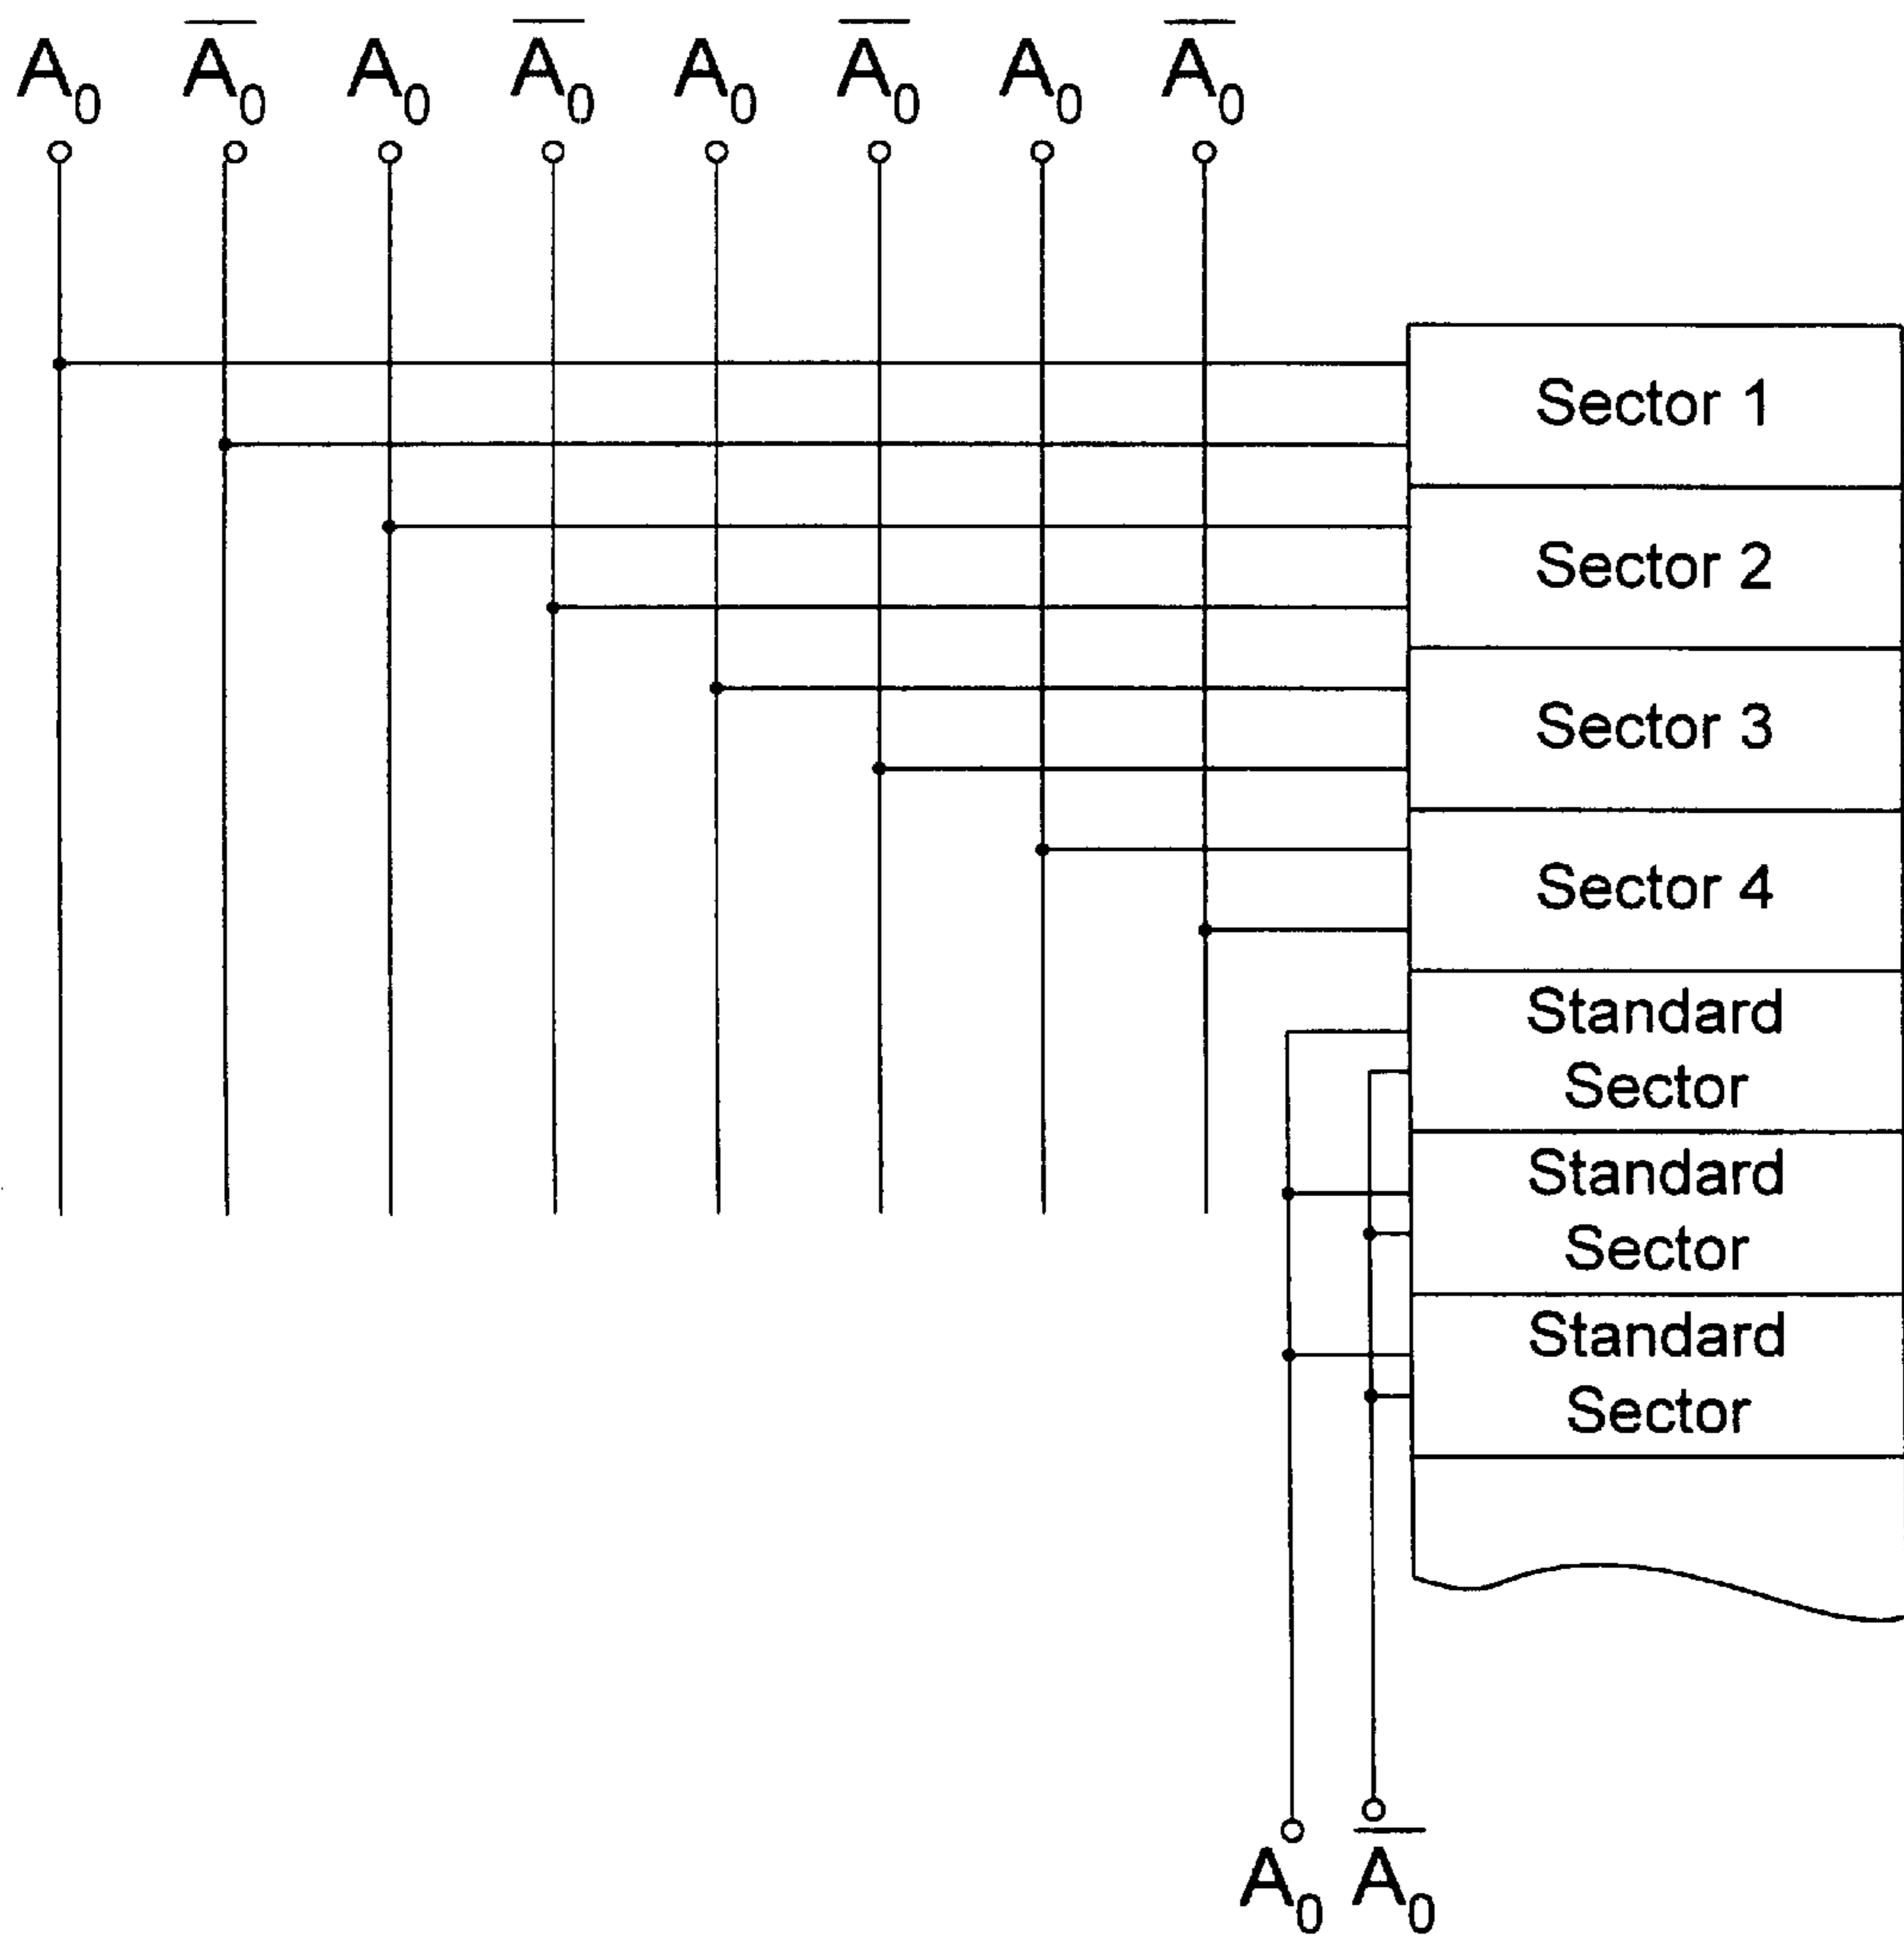 A₀ A̅₀ A₀ A̅₀ A₀ A̅₀ A₀ A̅₀
Sector 1
Sector 2
Sector 3
Sector 4
Standard
Sector
Standard
Sector
Standard
Sector
A₀ A̅₀